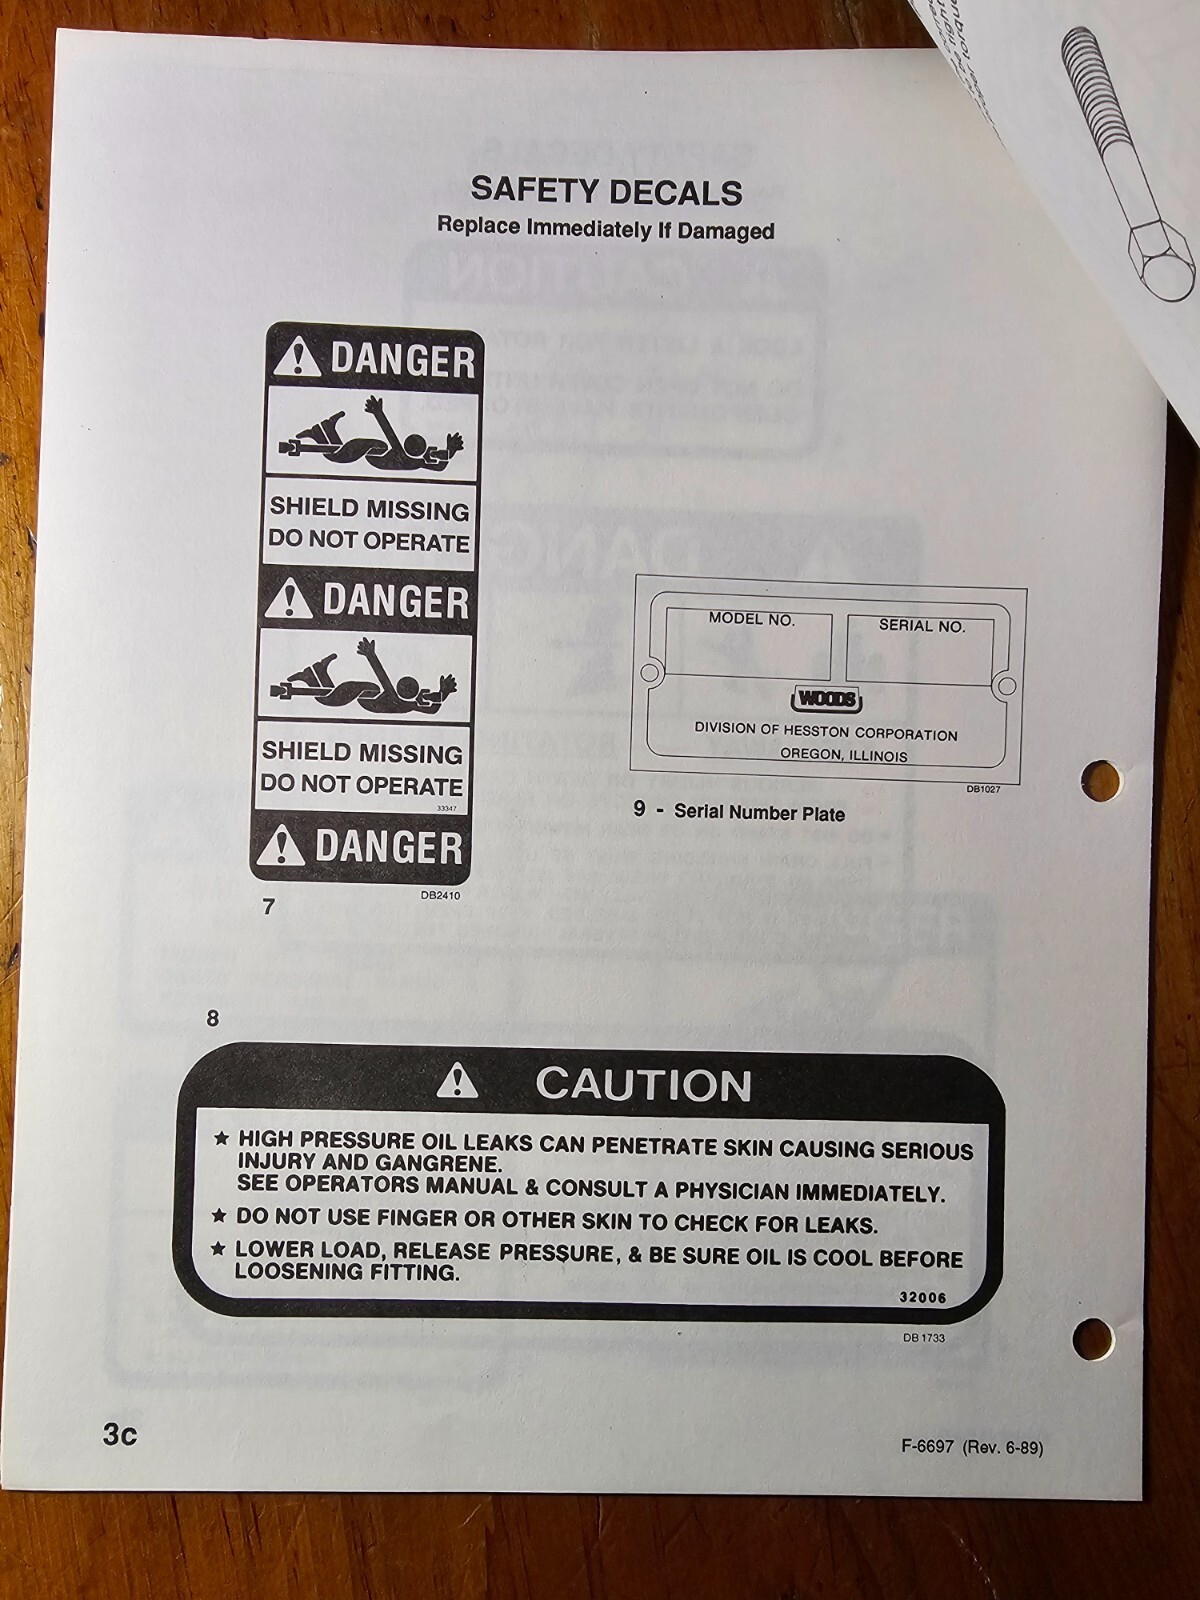 SAFETY DECALS
Replace Immediately If Damaged
DANGER
SHIELD MISSING
DO NOT OPERATE
DANGER
SHIELD MISSING
DO NOT OPERATE
33347
DANGER
DB2410
7
MODEL NO.
SERIAL NO.
WOODS
DIVISION OF HESSTON CORPORATION
OREGON, ILLINOIS
DB1027
9 - Serial Number Plate
8
CAUTION
★ HIGH PRESSURE OIL LEAKS CAN PENETRATE SKIN CAUSING SERIOUS
INJURY AND GANGRENE.
SEE OPERATORS MANUAL & CONSULT A PHYSICIAN IMMEDIATELY.
★ DO NOT USE FINGER OR OTHER SKIN TO CHECK FOR LEAKS.
★ LOWER LOAD, RELEASE PRESSURE, & BE SURE OIL IS COOL BEFORE
LOOSENING FITTING.
32006
DB 1733
3c
F-6697 (Rev. 6-89)